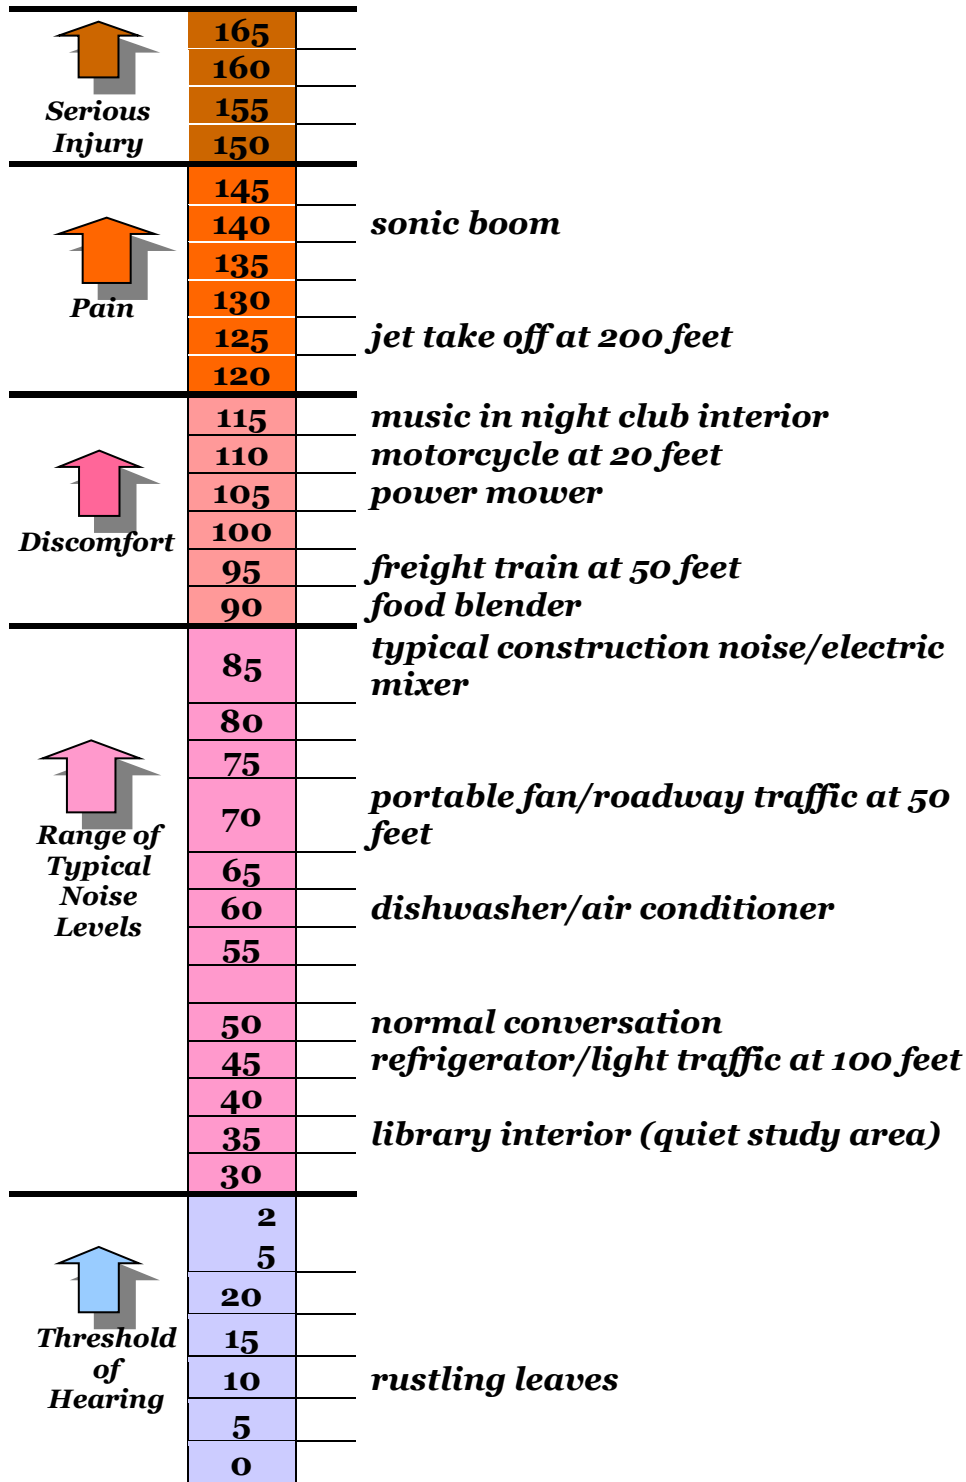 165
160
Serious 155
Injury 150
145
140 sonic boom
135
Pain 130
125 jet take off at 200 feet
120
115 music in night club interior
110 motorcycle at 20 feet
105 power mower
Discomfort 100
95 freight train at 50 feet
90 food blender
typical construction noise/electric
85
mixer
80
75
portable fan/roadway traffic at 50
70
feet
Range of
Typical 65
Noise
Levels 60 dishwasher/air conditioner
55
50 normal conversation
45 refrigerator/light traffic at 100 feet
40
35 library interior (quiet study area)
30
2
5
20
Threshold 15
of
Hearing 10 rustling leaves
5
0